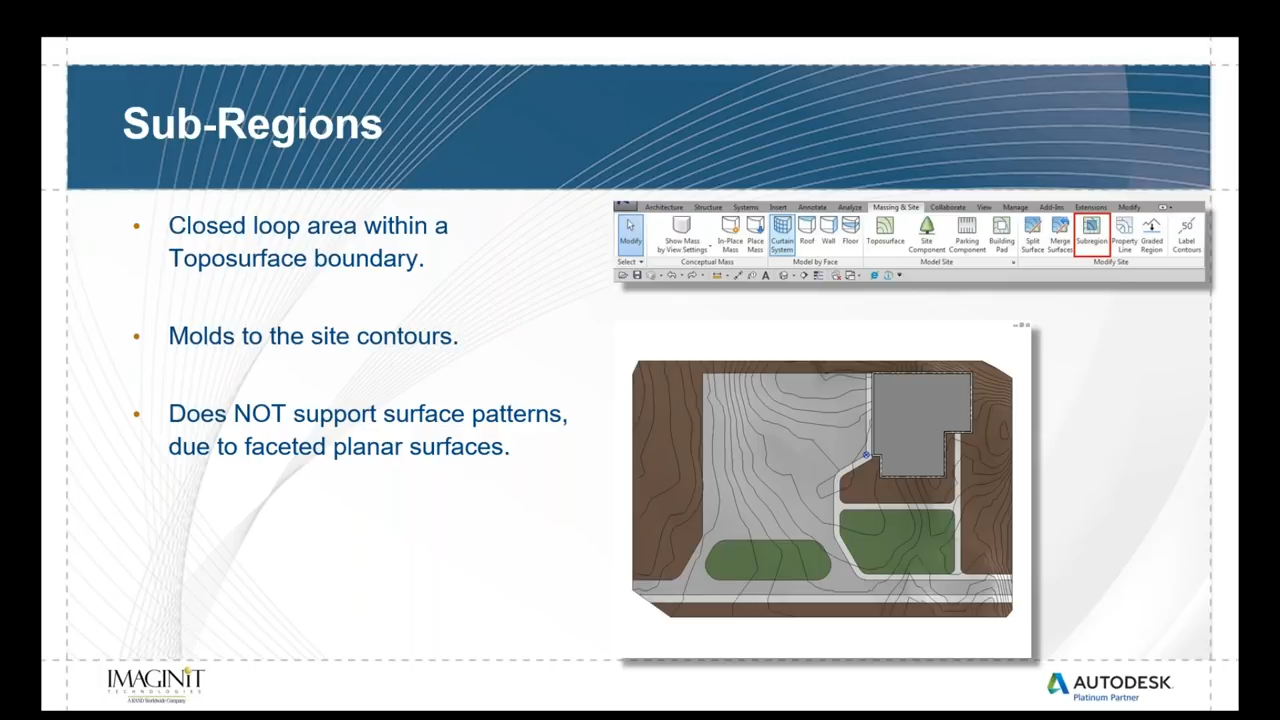 Sub-Regions
• Closed loop area within a
Toposurface boundary.
• Molds to the site contours.
• Does NOT support surface patterns,
due to faceted planar surfaces.
Architecture Structure Systems Insert Annotate Analyze Massing & Site Collaborate View Manage Add-Ins Extensions Modify
Modify
Show Mass
by View Settings
In-Place
Mass
Place
Mass
Curtain
System
Roof
Wall
Floor
Toposurface
Site
Component
Parking
Component
Building
Pad
Split
Surface
Merge
Surfaces
Subregion
Property
Line
Graded
Region
50
Label
Contours
Select Conceptual Mass Model by Face Model Site Modify Site
A
IMAGINiT
TECHNOLOGIES
A RAND Worldwide Company
AUTODESK.
Platinum Partner